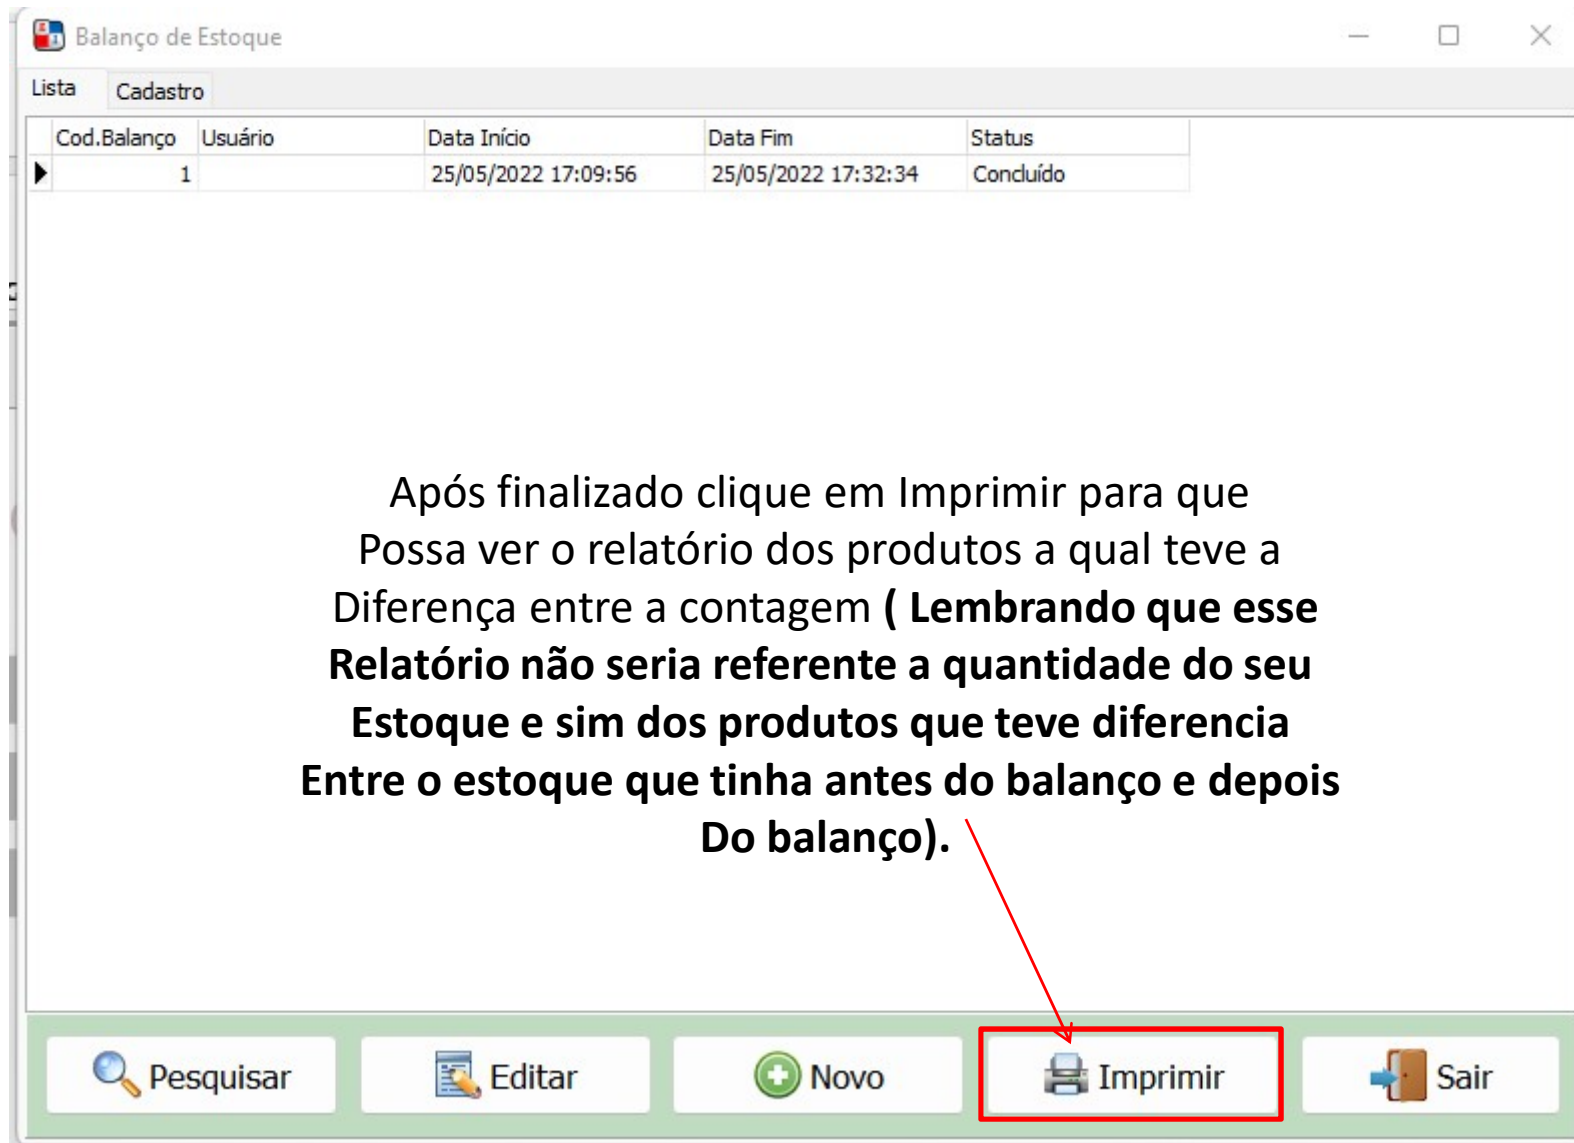 Balanço de Estoque
Lista Cadastro
Cod.Balanço Usuário Data Início Data Fim Status
1 25/05/2022 17:09:56 25/05/2022 17:32:34 Concluído
Após finalizado clique em Imprimir para que
Possa ver o relatório dos produtos a qual teve a
Diferença entre a contagem ( Lembrando que esse
Relatório não seria referente a quantidade do seu
Estoque e sim dos produtos que teve diferencia
Entre o estoque que tinha antes do balanço e depois
Do balanço).
Pesquisar Editar Novo Imprimir Sair